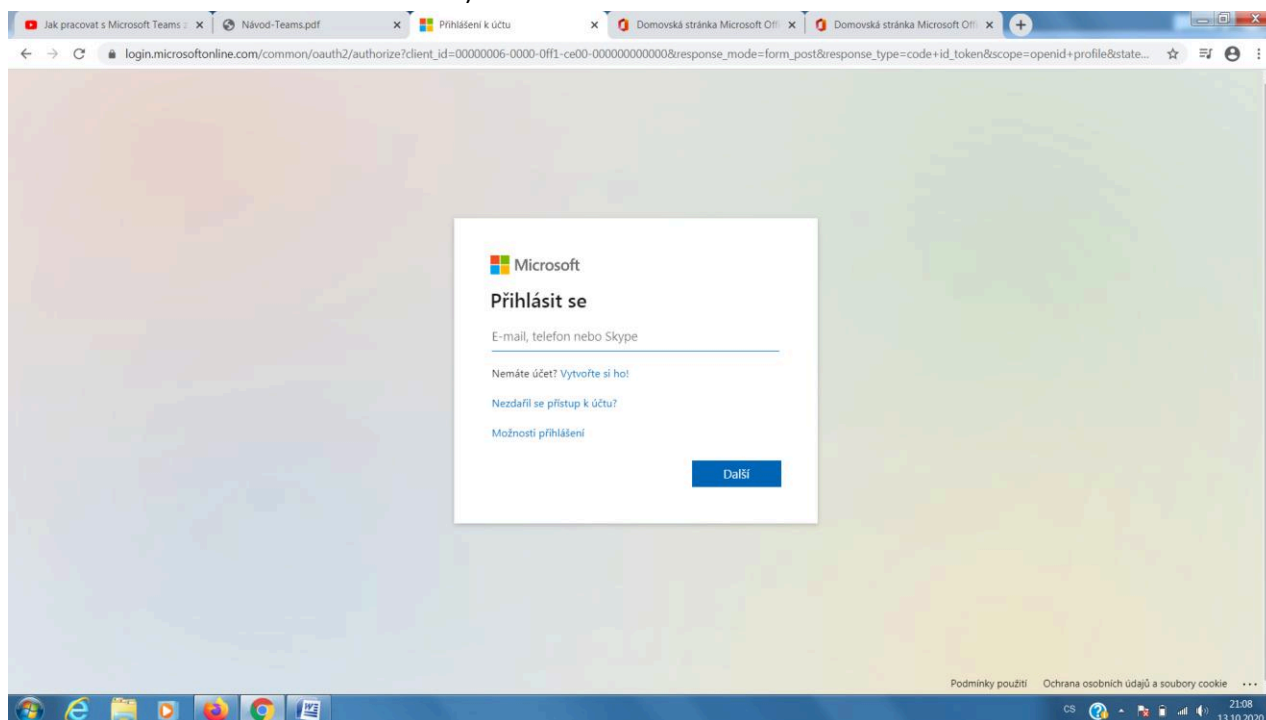 Jak pracovat s Microsoft Teams
Návod-Teams.pdf
Přihlášení k účtu
Domovská stránka Microsoft Offi
Domovská stránka Microsoft Offi
login.microsoftonline.com/common/oauth2/authorize?client_id=00000006-0000-0ff1-ce00-000000000000&response_mode=form_post&response_type=code+id_token&scope=openid+profile&state...
Microsoft
Přihlásit se
E-mail, telefon nebo Skype
Nemáte účet? Vytvořte si ho!
Nezdařil se přístup k účtu?
Možnosti přihlášení
Další
Podmínky použití Ochrana osobních údajů a soubory cookie ...
CS
21:08
13.10.2020